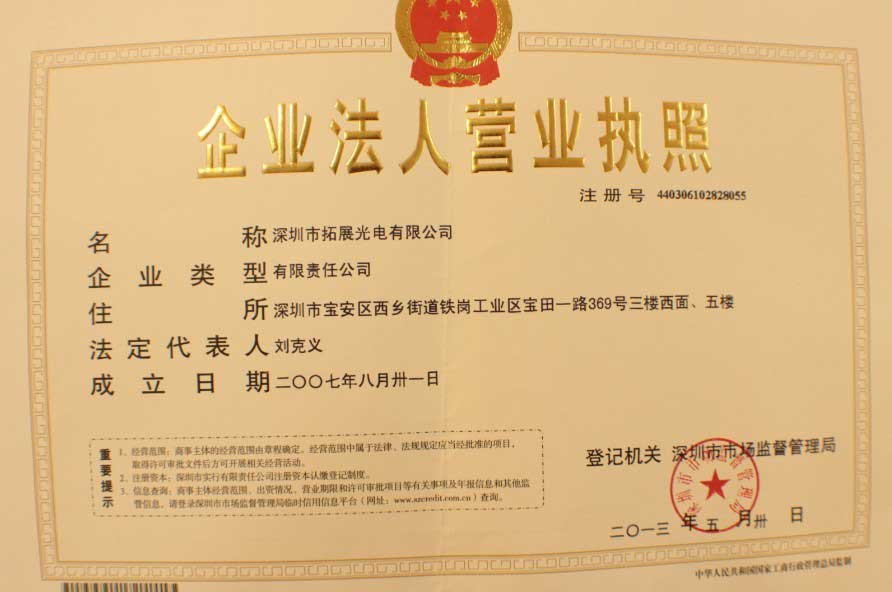 企业法人营业执照
注册号 440306102828055
名称 深圳市拓展光电有限公司
企业类型 有限责任公司
住所 深圳市宝安区西乡街道铁岗工业区宝田一路369号三楼西面、五楼
法定代表人 刘克义
成立日期 二〇〇七年八月卅一日
重要提示
1、经营范围：商事主体的经营范围由章程确定。经营范围中属于法律、法规规定应当经批准的项目，
取得许可审批文件后方可开展相关经营活动。
2、注册资本：深圳市实行有限责任公司注册资本认缴登记制度。
3、信息查询：商事主体经营范围、出资情况、营业期限和许可审批项目等有关事项及年报信息和其他监
管信息，请登录深圳市市场监督管理局临时信用信息平台（网址：www.szcredit.com.cn）查询。
登记机关 深圳市市场监督管理局
深圳市市场监督管理局
二〇一三年五月卅日
中华人民共和国国家工商行政管理总局监制